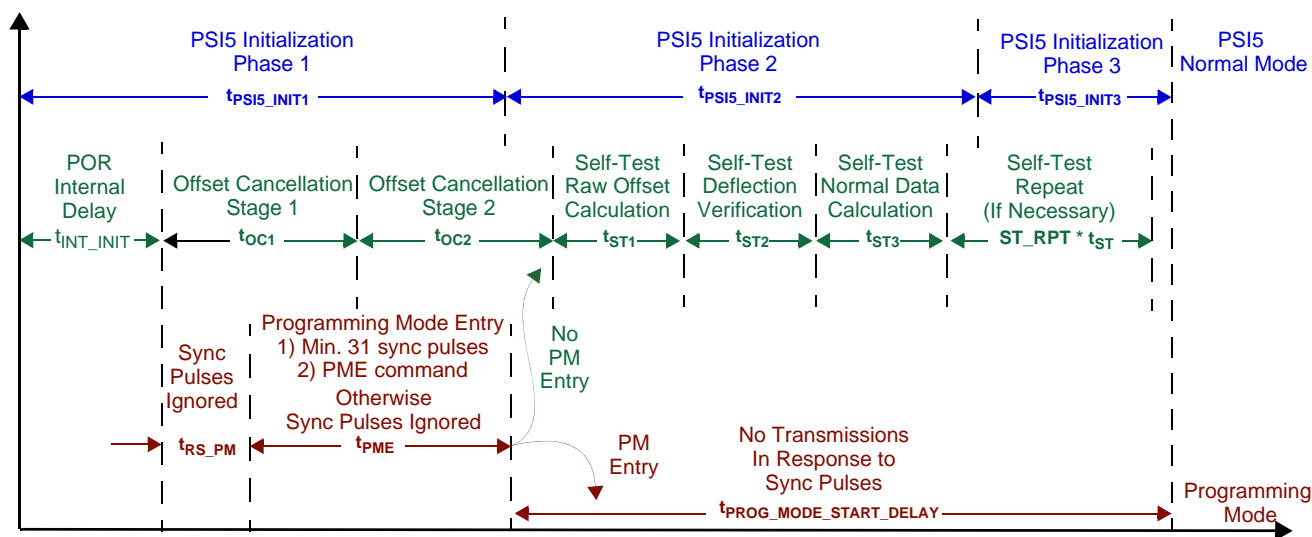 PSI5 Initialization
Phase 1
tPSI5_INIT1
PSI5 Initialization
Phase 2
tPSI5_INIT2
PSI5 Initialization
Phase 3
tPSI5_INIT3
PSI5
Normal Mode
POR
Internal
Delay
tINT_INIT
Offset Cancellation
Stage 1
tOC1
Offset Cancellation
Stage 2
tOC2
Self-Test
Raw Offset
Calculation
tST1
Self-Test
Deflection
Verification
tST2
Self-Test
Normal Data
Calculation
tST3
Self-Test
Repeat
(If Necessary)
ST_RPT * tST
Sync
Pulses
Ignored
tRS_PM
Programming Mode Entry
1) Min. 31 sync pulses
2) PME command
Otherwise
Sync Pulses Ignored
tPME
No
PM
Entry
PM
Entry
No Transmissions
In Response to
Sync Pulses
tPROG_MODE_START_DELAY
Programming
Mode